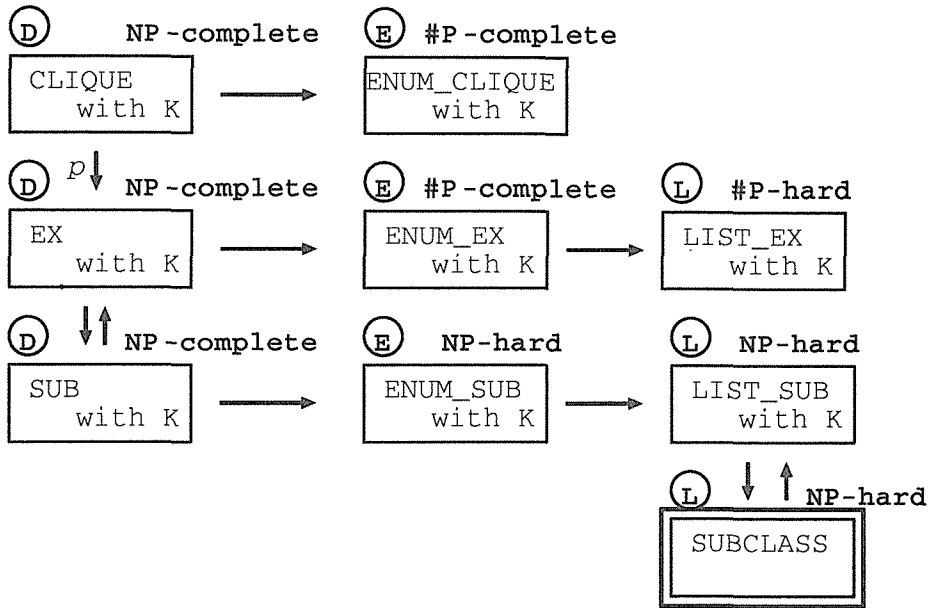 D NP-complete E #P-complete
CLIQUE ENUM_CLIQUE
with K with K
p
D NP-complete E #P-complete L #P-hard
EX ENUM_EX LIST_EX
with K with K with K
D NP-complete E NP-hard L NP-hard
SUB ENUM_SUB LIST_SUB
with K with K with K
L NP-hard
SUBCLASS